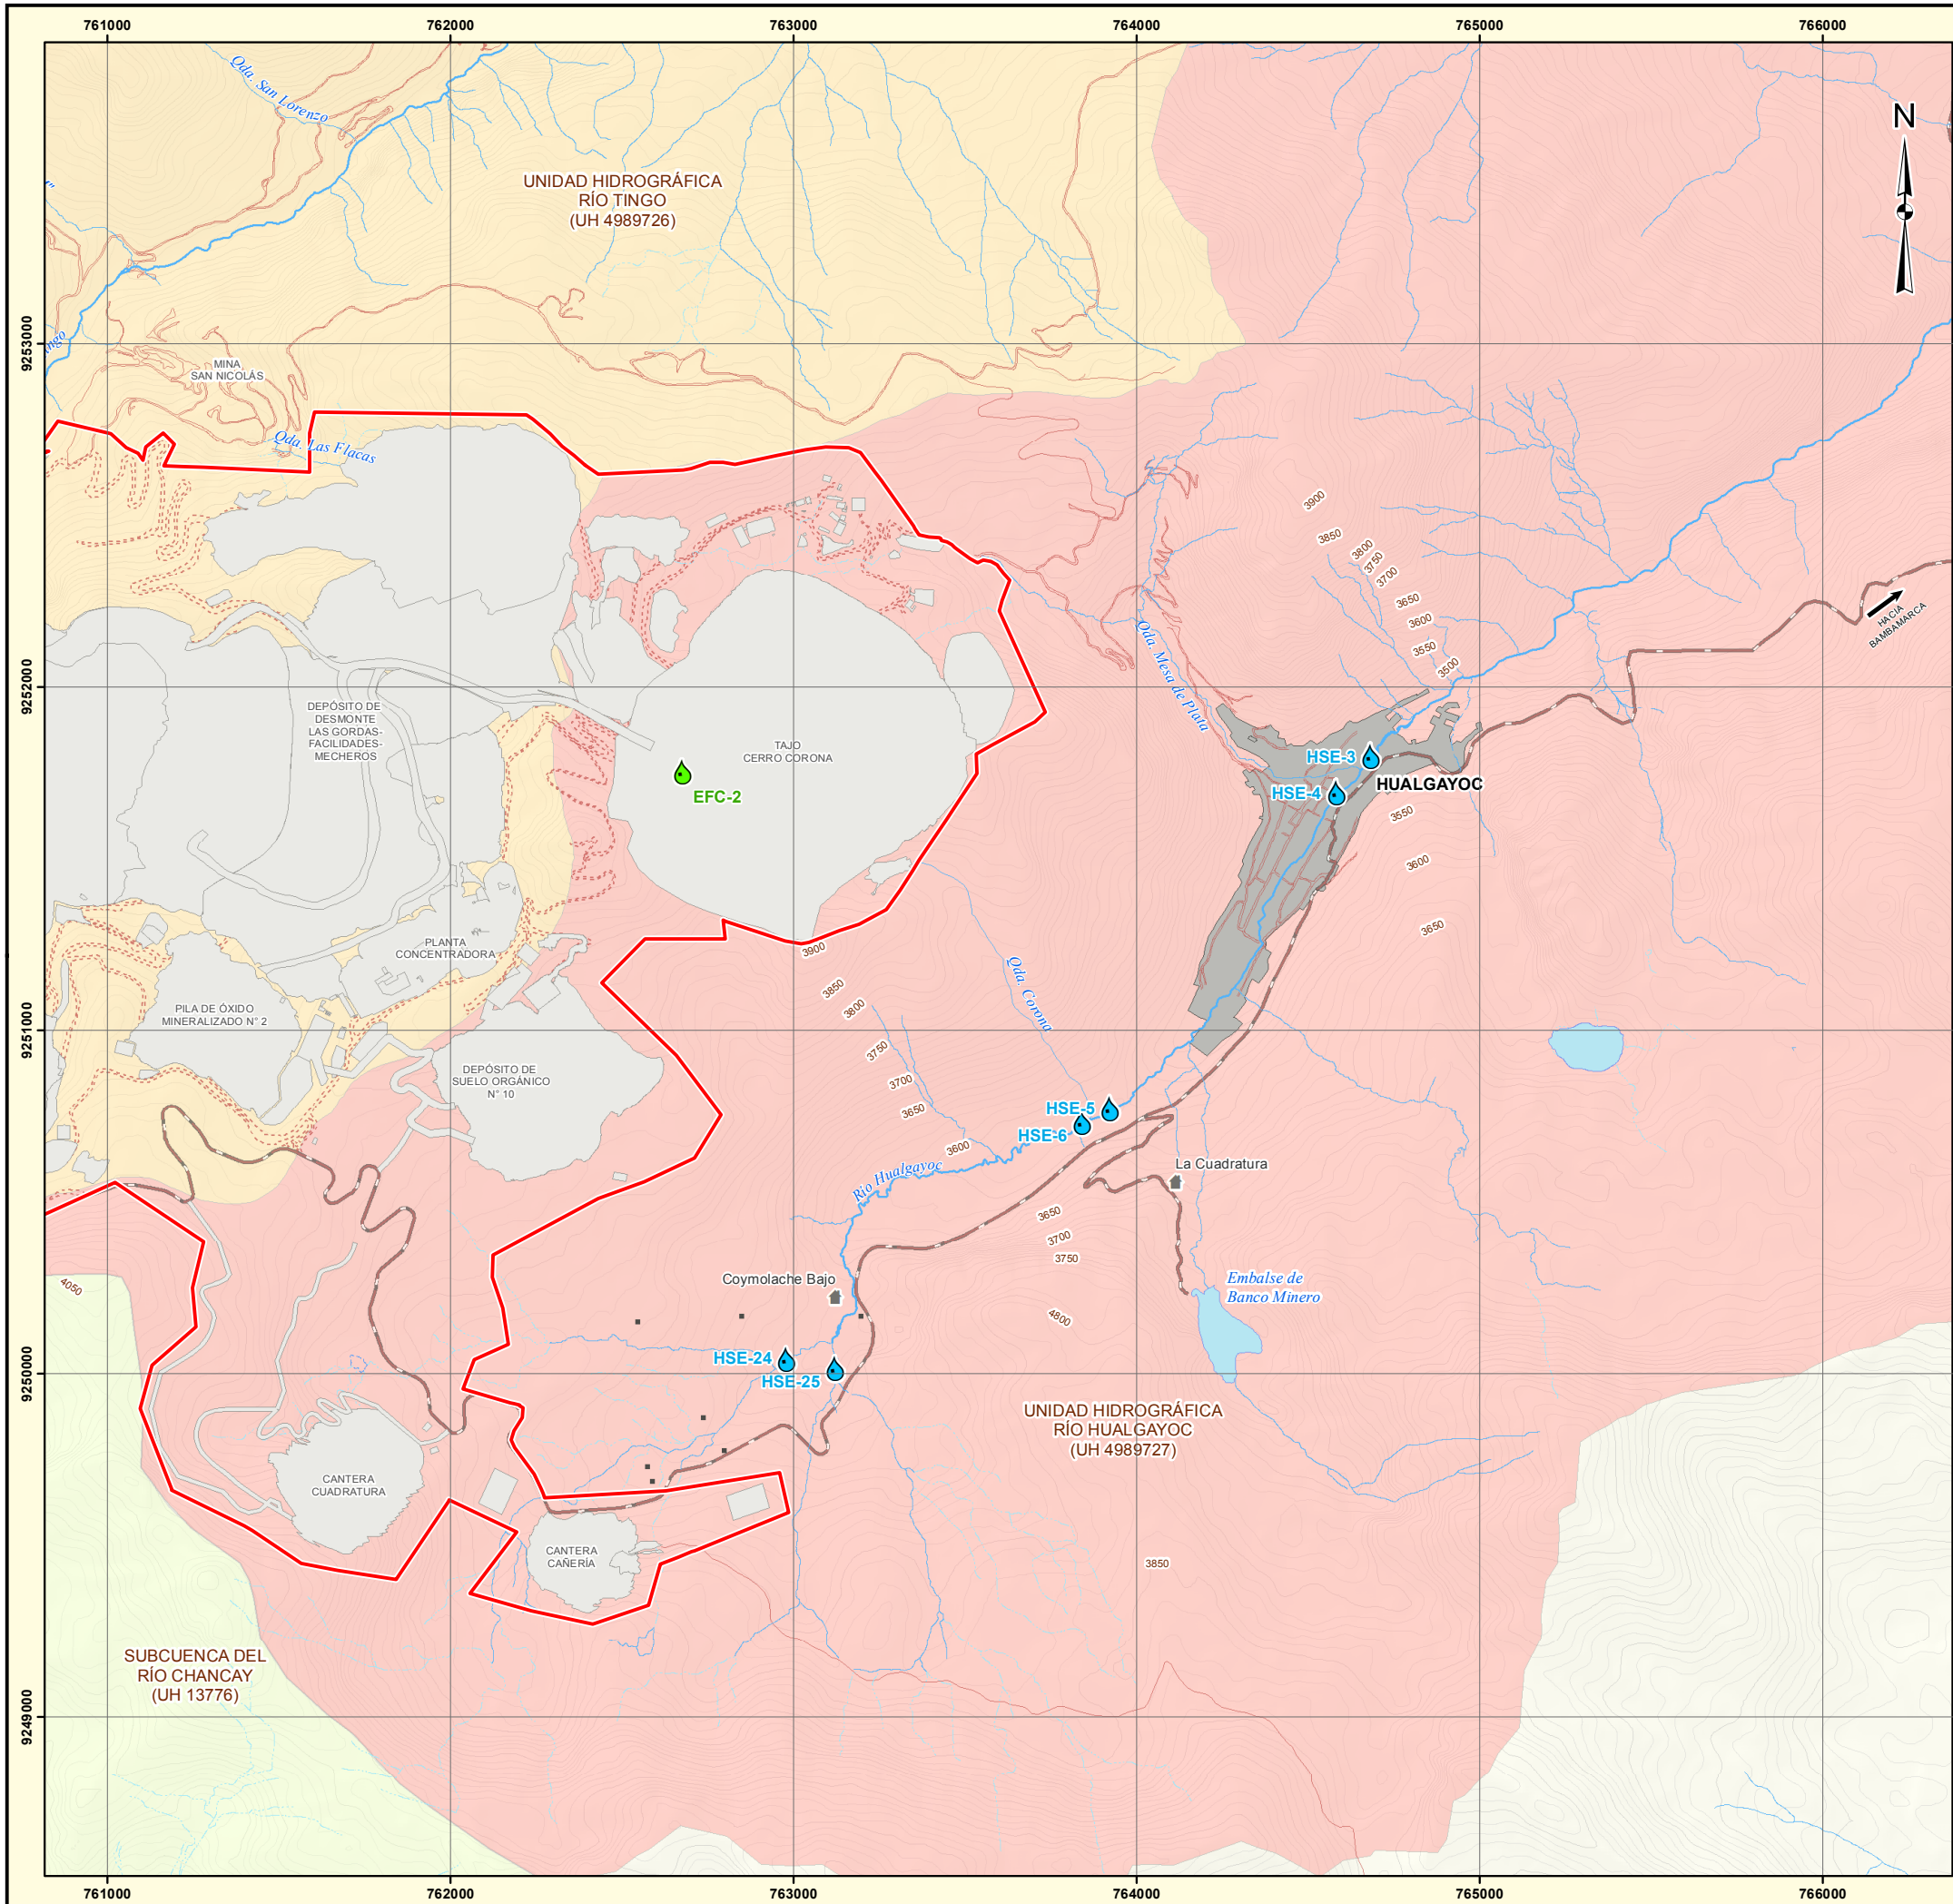 761000
762000
763000
764000
765000
766000
Qda. San Lorenzo
N
UNIDAD HIDROGRÁFICA
RÍO TINGO
(UH 4989726)
9253000
MINA
SAN NICOLÁS
Qda. Las Flacas
3900
3850
3800
3750
3700
3650
3600
3550
3500
HACIA
BAMBAMARCA
Qda. Mesa de Plata
9252000
DEPÓSITO DE
DESMONTE
LAS GORDAS-
FACILIDADES-
MECHEROS
TAJO
CERRO CORONA
EFC-2
HSE-3
HUALGAYOC
HSE-4
3550
3600
3650
PLANTA
CONCENTRADORA
3900
3850
3800
3750
3700
3650
3600
Qda. Corona
9251000
PILA DE ÓXIDO
MINERALIZADO N° 2
DEPÓSITO DE
SUELO ORGÁNICO
N° 10
HSE-5
HSE-6
La Cuadratura
Río Hualgayoc
3650
3700
3750
4800
4050
Coymolache Bajo
Embalse de
Banco Minero
9250000
HSE-24
HSE-25
UNIDAD HIDROGRÁFICA
RÍO HUALGAYOC
(UH 4989727)
CANTERA
CUADRATURA
CANTERA
CAÑERÍA
3850
SUBCUENCA DEL
RÍO CHANCAY
(UH 13776)
9249000
761000
762000
763000
764000
765000
766000